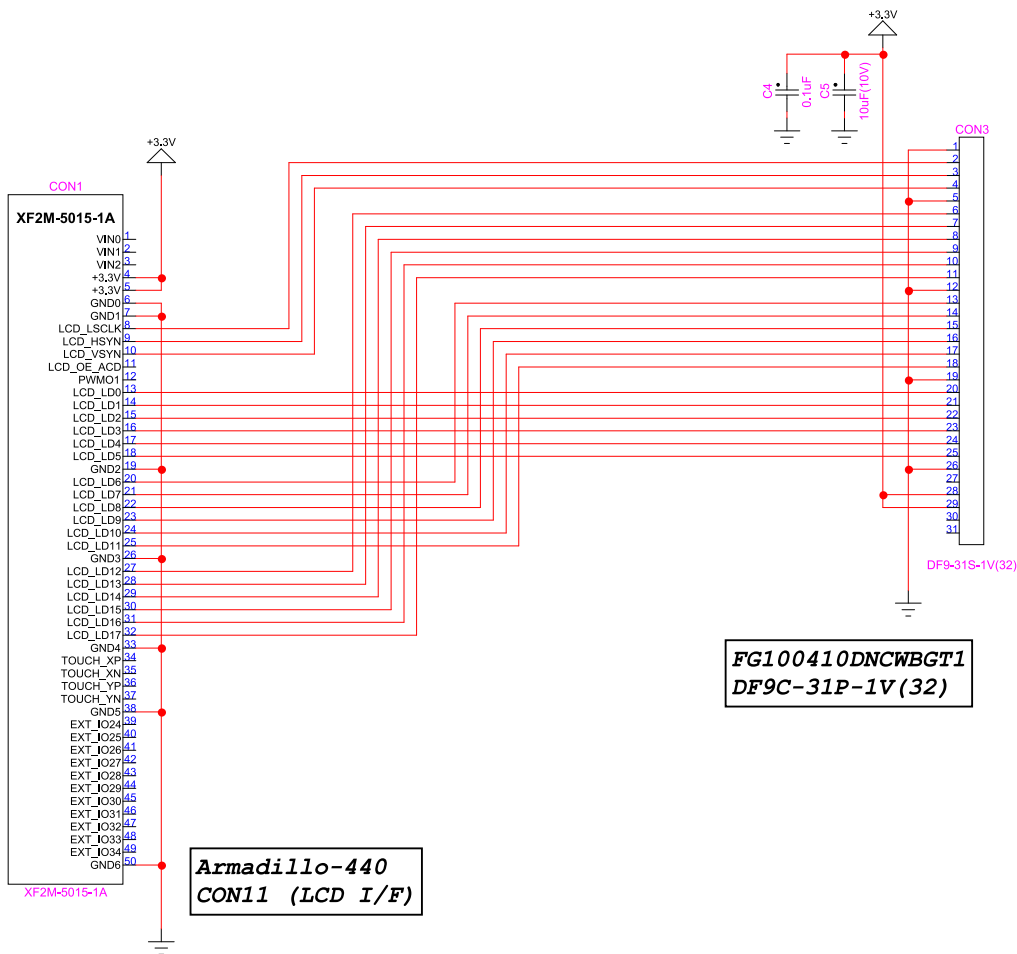 +3.3V
C4
0.1uF
C5
10uF(10V)
CON3
1
2
3
4
5
6
7
8
9
10
11
12
13
14
15
16
17
18
19
20
21
22
23
24
25
26
27
28
29
30
31
DF9-31S-1V(32)
+3.3V
CON1
XF2M-5015-1A
VIN0 1
VIN1 2
VIN2 3
+3.3V 4
+3.3V 5
GND0 6
GND1 7
LCD_LSCLK 8
LCD_HSYN 9
LCD_VSYN 10
LCD_OE_ACD 11
PWMO1 12
LCD_LD0 13
LCD_LD1 14
LCD_LD2 15
LCD_LD3 16
LCD_LD4 17
LCD_LD5 18
GND2 19
LCD_LD6 20
LCD_LD7 21
LCD_LD8 22
LCD_LD9 23
LCD_LD10 24
LCD_LD11 25
GND3 26
LCD_LD12 27
LCD_LD13 28
LCD_LD14 29
LCD_LD15 30
LCD_LD16 31
LCD_LD17 32
GND4 33
TOUCH_XP 34
TOUCH_XN 35
TOUCH_YP 36
TOUCH_YN 37
GND5 38
EXT_IO24 39
EXT_IO25 40
EXT_IO26 41
EXT_IO27 42
EXT_IO28 43
EXT_IO29 44
EXT_IO30 45
EXT_IO31 46
EXT_IO32 47
EXT_IO33 48
EXT_IO34 49
GND6 50
XF2M-5015-1A
FG100410DNCWBGT1
DF9C-31P-1V(32)
Armadillo-440
CON11 (LCD I/F)